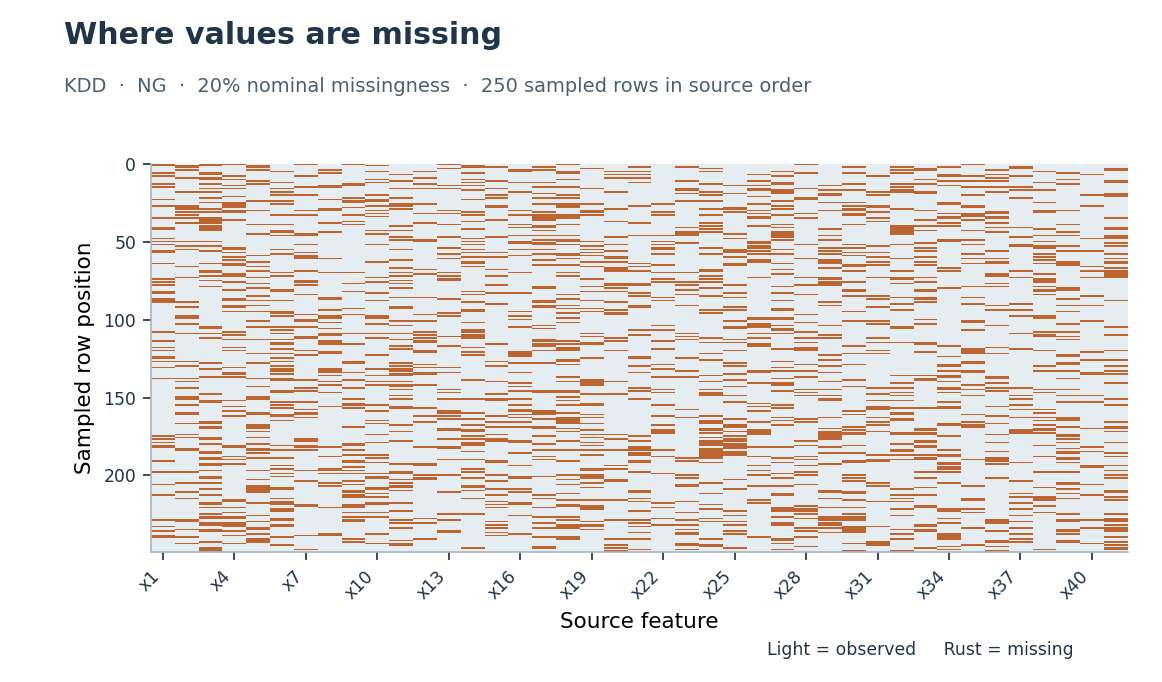 Where values are missing
KDD · NG · 20% nominal missingness · 250 sampled rows in source order
0
50
100
150
200
Sampled row position
x1 x4 x7 x10 x13 x16 x19 x22 x25 x28 x31 x34 x37 x40
Source feature
Light = observed Rust = missing